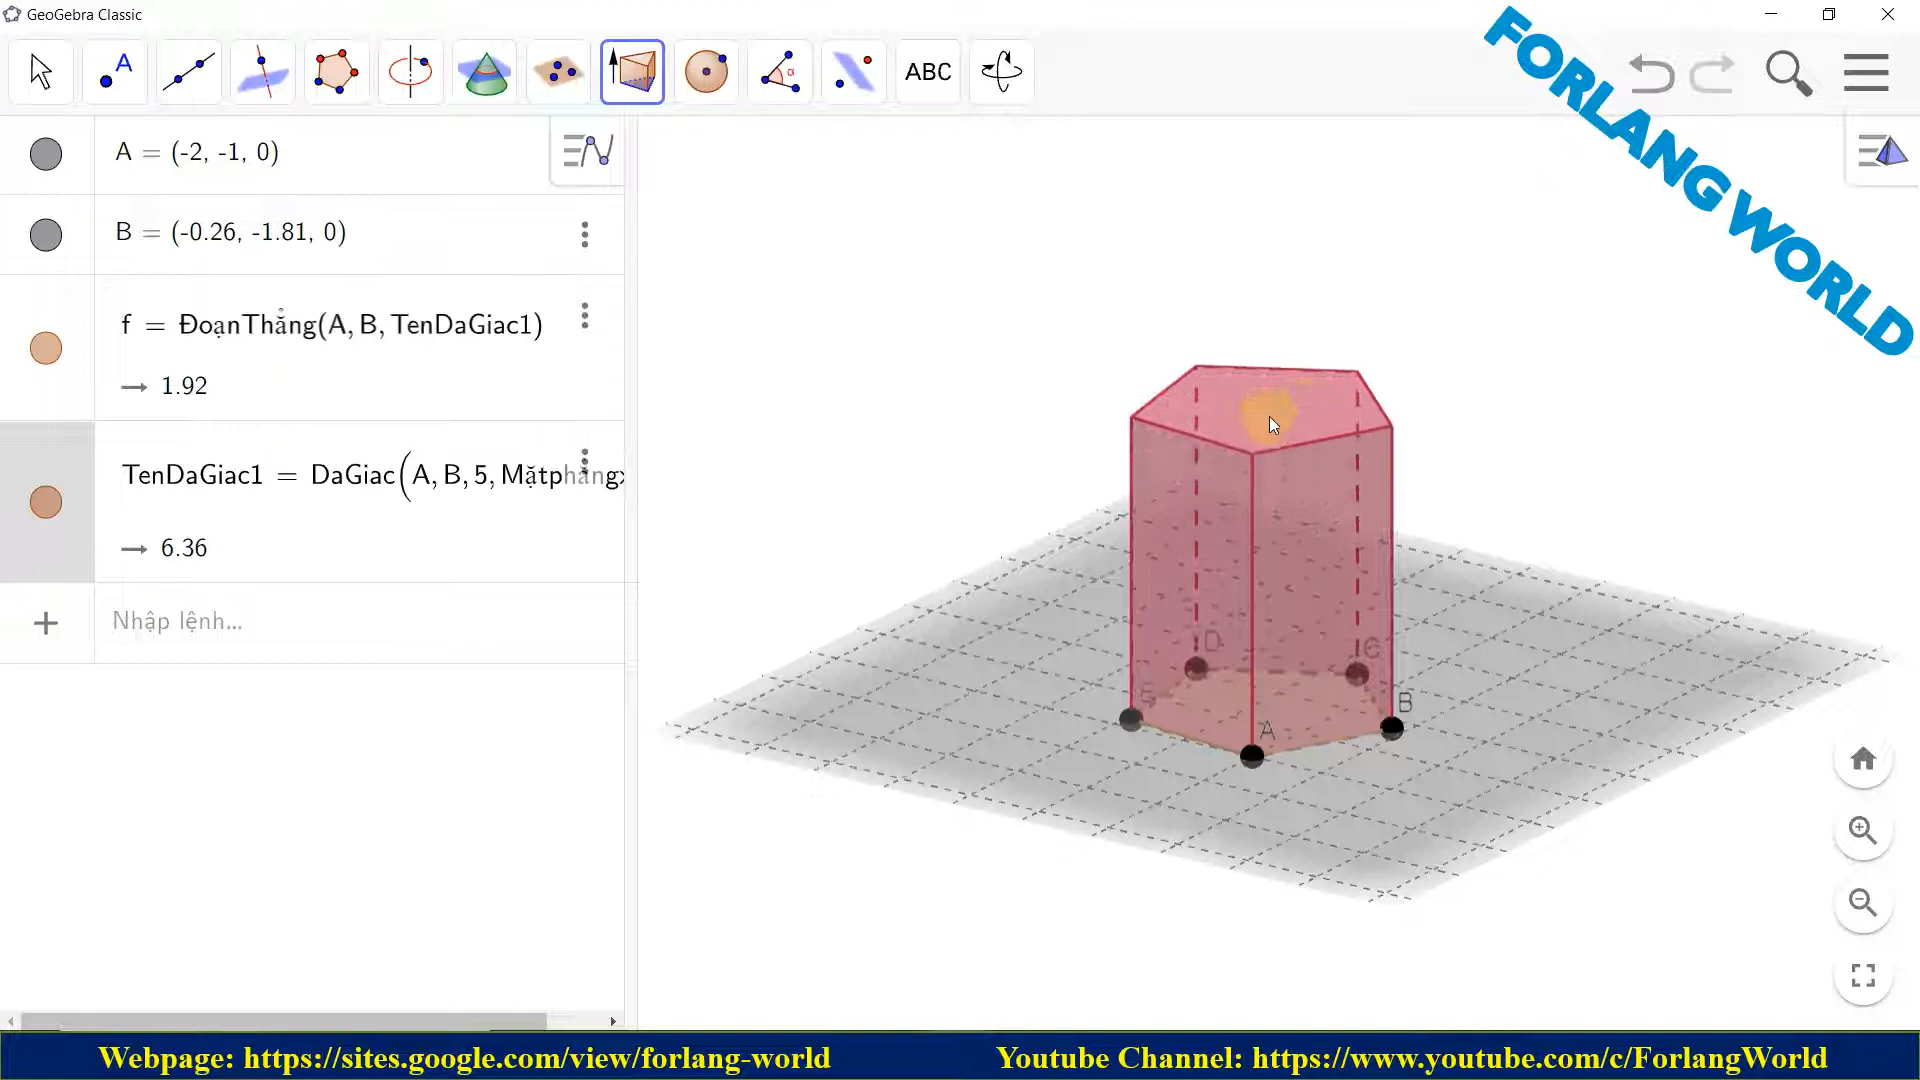 GeoGebra Classic
A
α
ABC
FORLANG WORLD
A = (-2, -1, 0)
B = (-0.26, -1.81, 0)
f = ĐoạnThẳng(A, B, TenDaGiac1)
→ 1.92
TenDaGiac1 = DaGiac(A, B, 5, Mặtphẳngx
→ 6.36
+ Nhập lệnh...
D
C
E
B
A
Webpage: https://sites.google.com/view/forlang-world
Youtube Channel: https://www.youtube.com/c/ForlangWorld